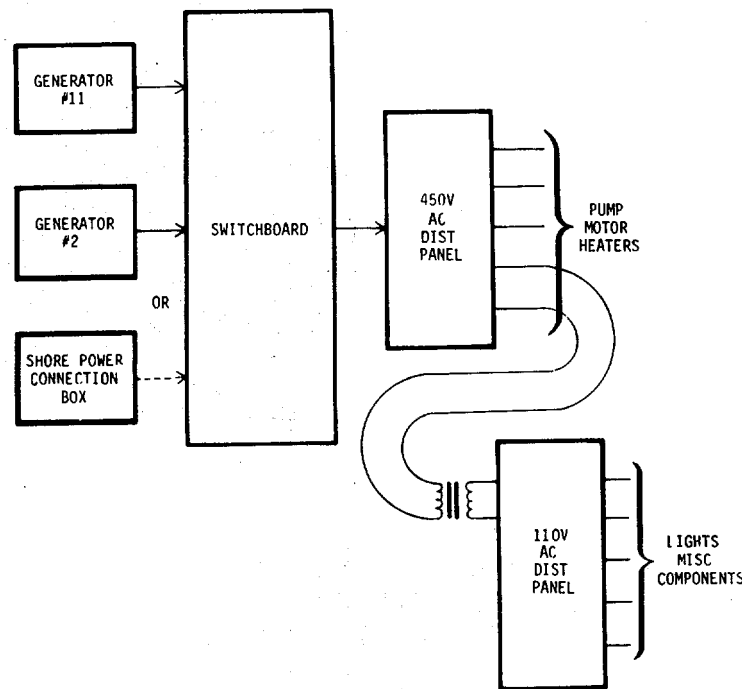 GENERATOR
#11
GENERATOR
#2
OR
SHORE POWER
CONNECTION
BOX
SWITCHBOARD
450V
AC
DIST
PANEL
PUMP
MOTOR
HEATERS
110V
AC
DIST
PANEL
LIGHTS
MISC
COMPONENTS